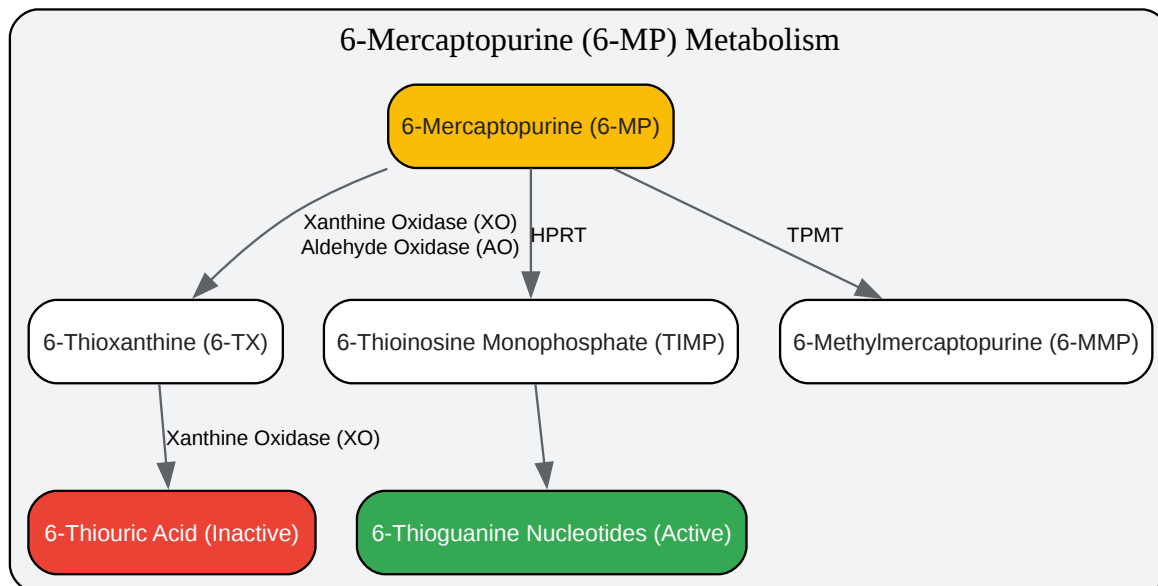 6-Mercaptopurine (6-MP) Metabolism
6-Mercaptopurine (6-MP)
Xanthine Oxidase (XO)
Aldehyde Oxidase (AO)
HPRT
TPMT
6-Thioxanthine (6-TX)
6-Thioinosine Monophosphate (TIMP)
6-Methylmercaptopurine (6-MMP)
Xanthine Oxidase (XO)
6-Thiouric Acid (Inactive)
6-Thioguanine Nucleotides (Active)